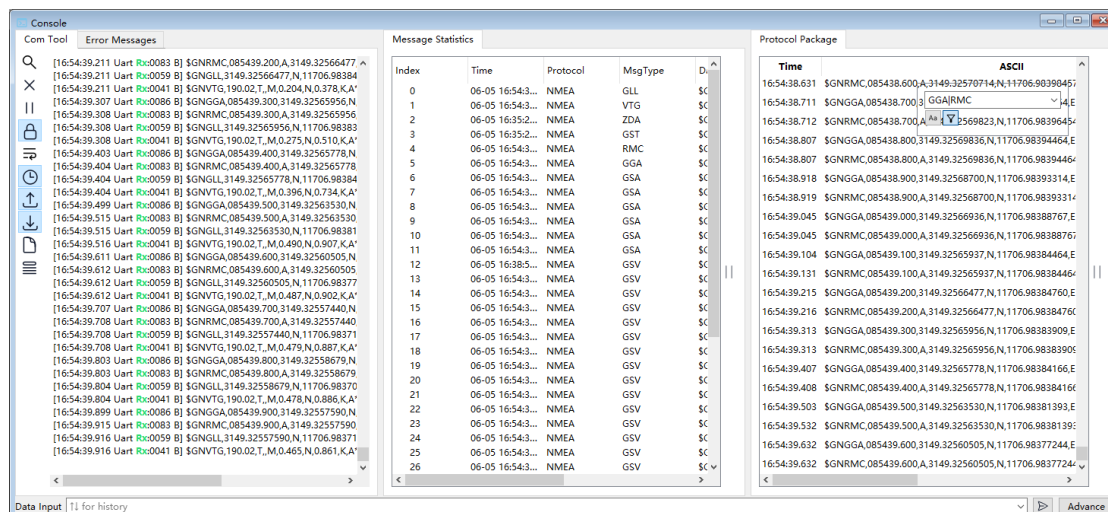 Console
Com Tool
Error Messages
[16:54:39.211 Uart Rx:0083 B] $GNRMC,085439.200,A,3149.32566477
[16:54:39.211 Uart Rx:0059 B] $GNGLL,3149.32566477,N,11706.98384
[16:54:39.211 Uart Rx:0041 B] $GNVTG,190.02,T,,M,0.204,N,0.378,K,A*
[16:54:39.307 Uart Rx:0086 B] $GNGGA,085439.300,3149.32565956,N
[16:54:39.308 Uart Rx:0083 B] $GNRMC,085439.300,A,3149.32565956
[16:54:39.308 Uart Rx:0059 B] $GNGLL,3149.32565956,N,11706.98383
[16:54:39.308 Uart Rx:0041 B] $GNVTG,190.02,T,,M,0.275,N,0.510,K,A*
[16:54:39.403 Uart Rx:0086 B] $GNGGA,085439.400,3149.32565778,N
[16:54:39.404 Uart Rx:0083 B] $GNRMC,085439.400,A,3149.32565778
[16:54:39.404 Uart Rx:0059 B] $GNGLL,3149.32565778,N,11706.98384
[16:54:39.404 Uart Rx:0041 B] $GNVTG,190.02,T,,M,0.396,N,0.734,K,A*
[16:54:39.499 Uart Rx:0086 B] $GNGGA,085439.500,3149.32563530,N
[16:54:39.515 Uart Rx:0083 B] $GNRMC,085439.500,A,3149.32563530
[16:54:39.515 Uart Rx:0059 B] $GNGLL,3149.32563530,N,11706.98381
[16:54:39.516 Uart Rx:0041 B] $GNVTG,190.02,T,,M,0.490,N,0.907,K,A*
[16:54:39.611 Uart Rx:0086 B] $GNGGA,085439.600,3149.32560505,N
[16:54:39.612 Uart Rx:0083 B] $GNRMC,085439.600,A,3149.32560505
[16:54:39.612 Uart Rx:0059 B] $GNGLL,3149.32560505,N,11706.98377
[16:54:39.612 Uart Rx:0041 B] $GNVTG,190.02,T,,M,0.487,N,0.902,K,A*
[16:54:39.707 Uart Rx:0086 B] $GNGGA,085439.700,3149.32557440,N
[16:54:39.708 Uart Rx:0083 B] $GNRMC,085439.700,A,3149.32557440
[16:54:39.708 Uart Rx:0059 B] $GNGLL,3149.32557440,N,11706.98371
[16:54:39.708 Uart Rx:0041 B] $GNVTG,190.02,T,,M,0.479,N,0.887,K,A*
[16:54:39.803 Uart Rx:0086 B] $GNGGA,085439.800,3149.32558679,N
[16:54:39.803 Uart Rx:0083 B] $GNRMC,085439.800,A,3149.32558679
[16:54:39.804 Uart Rx:0059 B] $GNGLL,3149.32558679,N,11706.98370
[16:54:39.804 Uart Rx:0041 B] $GNVTG,190.02,T,,M,0.478,N,0.886,K,A*
[16:54:39.899 Uart Rx:0086 B] $GNGGA,085439.900,3149.32557590,N
[16:54:39.915 Uart Rx:0083 B] $GNRMC,085439.900,A,3149.32557590
[16:54:39.915 Uart Rx:0059 B] $GNGLL,3149.32557590,N,11706.98371
[16:54:39.916 Uart Rx:0041 B] $GNVTG,190.02,T,,M,0.465,N,0.861,K,A*
Message Statistics
Index Time Protocol MsgType
0 06-05 16:54:3... NMEA GLL $G
1 06-05 16:54:3... NMEA VTG $G
2 06-05 16:35:2... NMEA ZDA $G
3 06-05 16:35:2... NMEA GST $G
4 06-05 16:54:3... NMEA RMC $G
5 06-05 16:54:3... NMEA GGA $G
6 06-05 16:54:3... NMEA GSA $G
7 06-05 16:54:3... NMEA GSA $G
8 06-05 16:54:3... NMEA GSA $G
9 06-05 16:54:3... NMEA GSA $G
10 06-05 16:54:3... NMEA GSA $G
11 06-05 16:54:3... NMEA GSA $G
12 06-05 16:38:5... NMEA GSV $G
13 06-05 16:54:3... NMEA GSV $G
14 06-05 16:54:3... NMEA GSV $G
15 06-05 16:54:3... NMEA GSV $G
16 06-05 16:54:3... NMEA GSV $G
17 06-05 16:54:3... NMEA GSV $G
18 06-05 16:54:3... NMEA GSV $G
19 06-05 16:54:3... NMEA GSV $G
20 06-05 16:54:3... NMEA GSV $G
21 06-05 16:54:3... NMEA GSV $G
22 06-05 16:54:3... NMEA GSV $G
23 06-05 16:54:3... NMEA GSV $G
24 06-05 16:54:3... NMEA GSV $G
25 06-05 16:54:3... NMEA GSV $G
26 06-05 16:54:3... NMEA GSV $G
Protocol Package
Time ASCII
16:54:38.631 $GNRMC,085438.600,A,3149.32570714,N,11706.98398457
GGA|RMC
Aa
16:54:38.711 $GNGGA,085438.700
16:54:38.712 $GNRMC,085438.700,A
16:54:38.807 $GNGGA,085438.800,3149.32569836,N,11706.98394464,E
16:54:38.807 $GNRMC,085438.800,A,3149.32569836,N,11706.98394464
16:54:38.918 $GNGGA,085438.900,3149.32568700,N,11706.98393314,E
16:54:38.919 $GNRMC,085438.900,A,3149.32568700,N,11706.98393314
16:54:39.045 $GNGGA,085439.000,3149.32566936,N,11706.98388767,E
16:54:39.045 $GNRMC,085439.000,A,3149.32566936,N,11706.98388767
16:54:39.104 $GNGGA,085439.100,3149.32565937,N,11706.98384464,E
16:54:39.131 $GNRMC,085439.100,A,3149.32565937,N,11706.98384464
16:54:39.215 $GNGGA,085439.200,3149.32566477,N,11706.98384760,E
16:54:39.216 $GNRMC,085439.200,A,3149.32566477,N,11706.98384760
16:54:39.313 $GNGGA,085439.300,3149.32565956,N,11706.98383909,E
16:54:39.313 $GNRMC,085439.300,A,3149.32565956,N,11706.98383909
16:54:39.407 $GNGGA,085439.400,3149.32565778,N,11706.98384166,E
16:54:39.408 $GNRMC,085439.400,A,3149.32565778,N,11706.98384166
16:54:39.503 $GNGGA,085439.500,3149.32563530,N,11706.98381393,E
16:54:39.532 $GNRMC,085439.500,A,3149.32563530,N,11706.98381393
16:54:39.632 $GNGGA,085439.600,3149.32560505,N,11706.98377244,E
16:54:39.632 $GNRMC,085439.600,A,3149.32560505,N,11706.98377244
Data Input ↑↓ for history
Advance